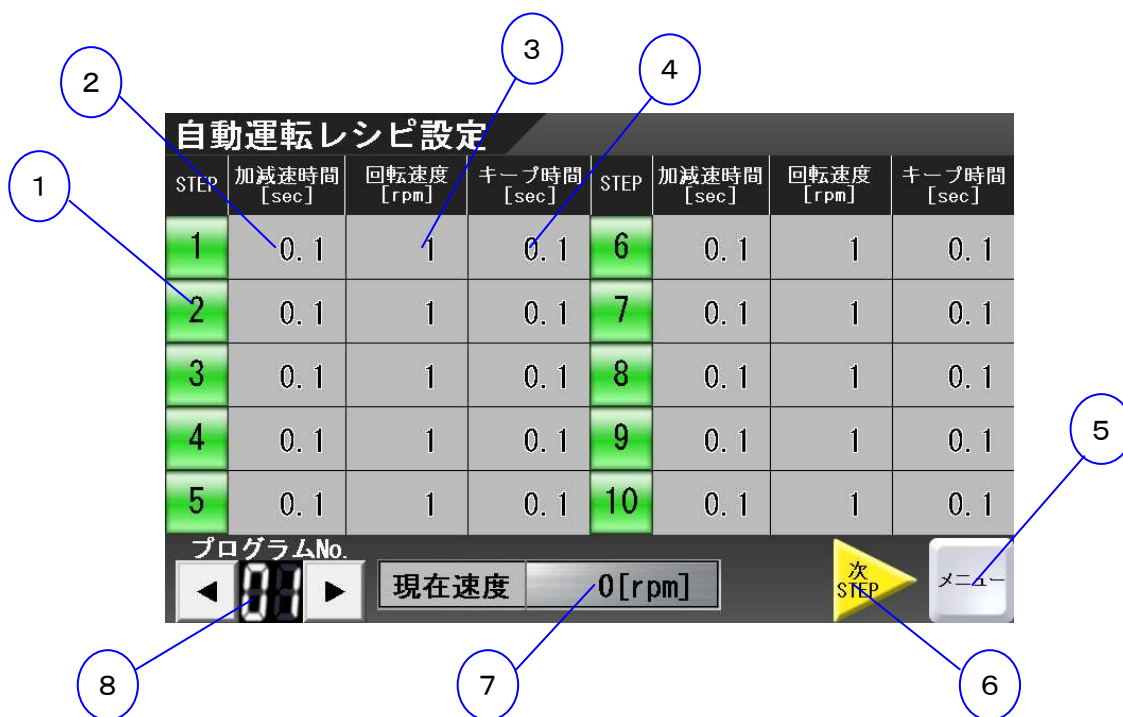 3
4
2
自動運転レシピ設定
STEP 加減速時間 [sec] 回転速度 [rpm] キープ時間 [sec] STEP 加減速時間 [sec] 回転速度 [rpm] キープ時間 [sec]
1
1 0.1 1 0.1 6 0.1 1 0.1
2 0.1 1 0.1 7 0.1 1 0.1
3 0.1 1 0.1 8 0.1 1 0.1
4 0.1 1 0.1 9 0.1 1 0.1
5
5 0.1 1 0.1 10 0.1 1 0.1
プログラムNo.
◀ 01 ▶ 現在速度 0[rpm] 次 STEP メニュー
8
7
6